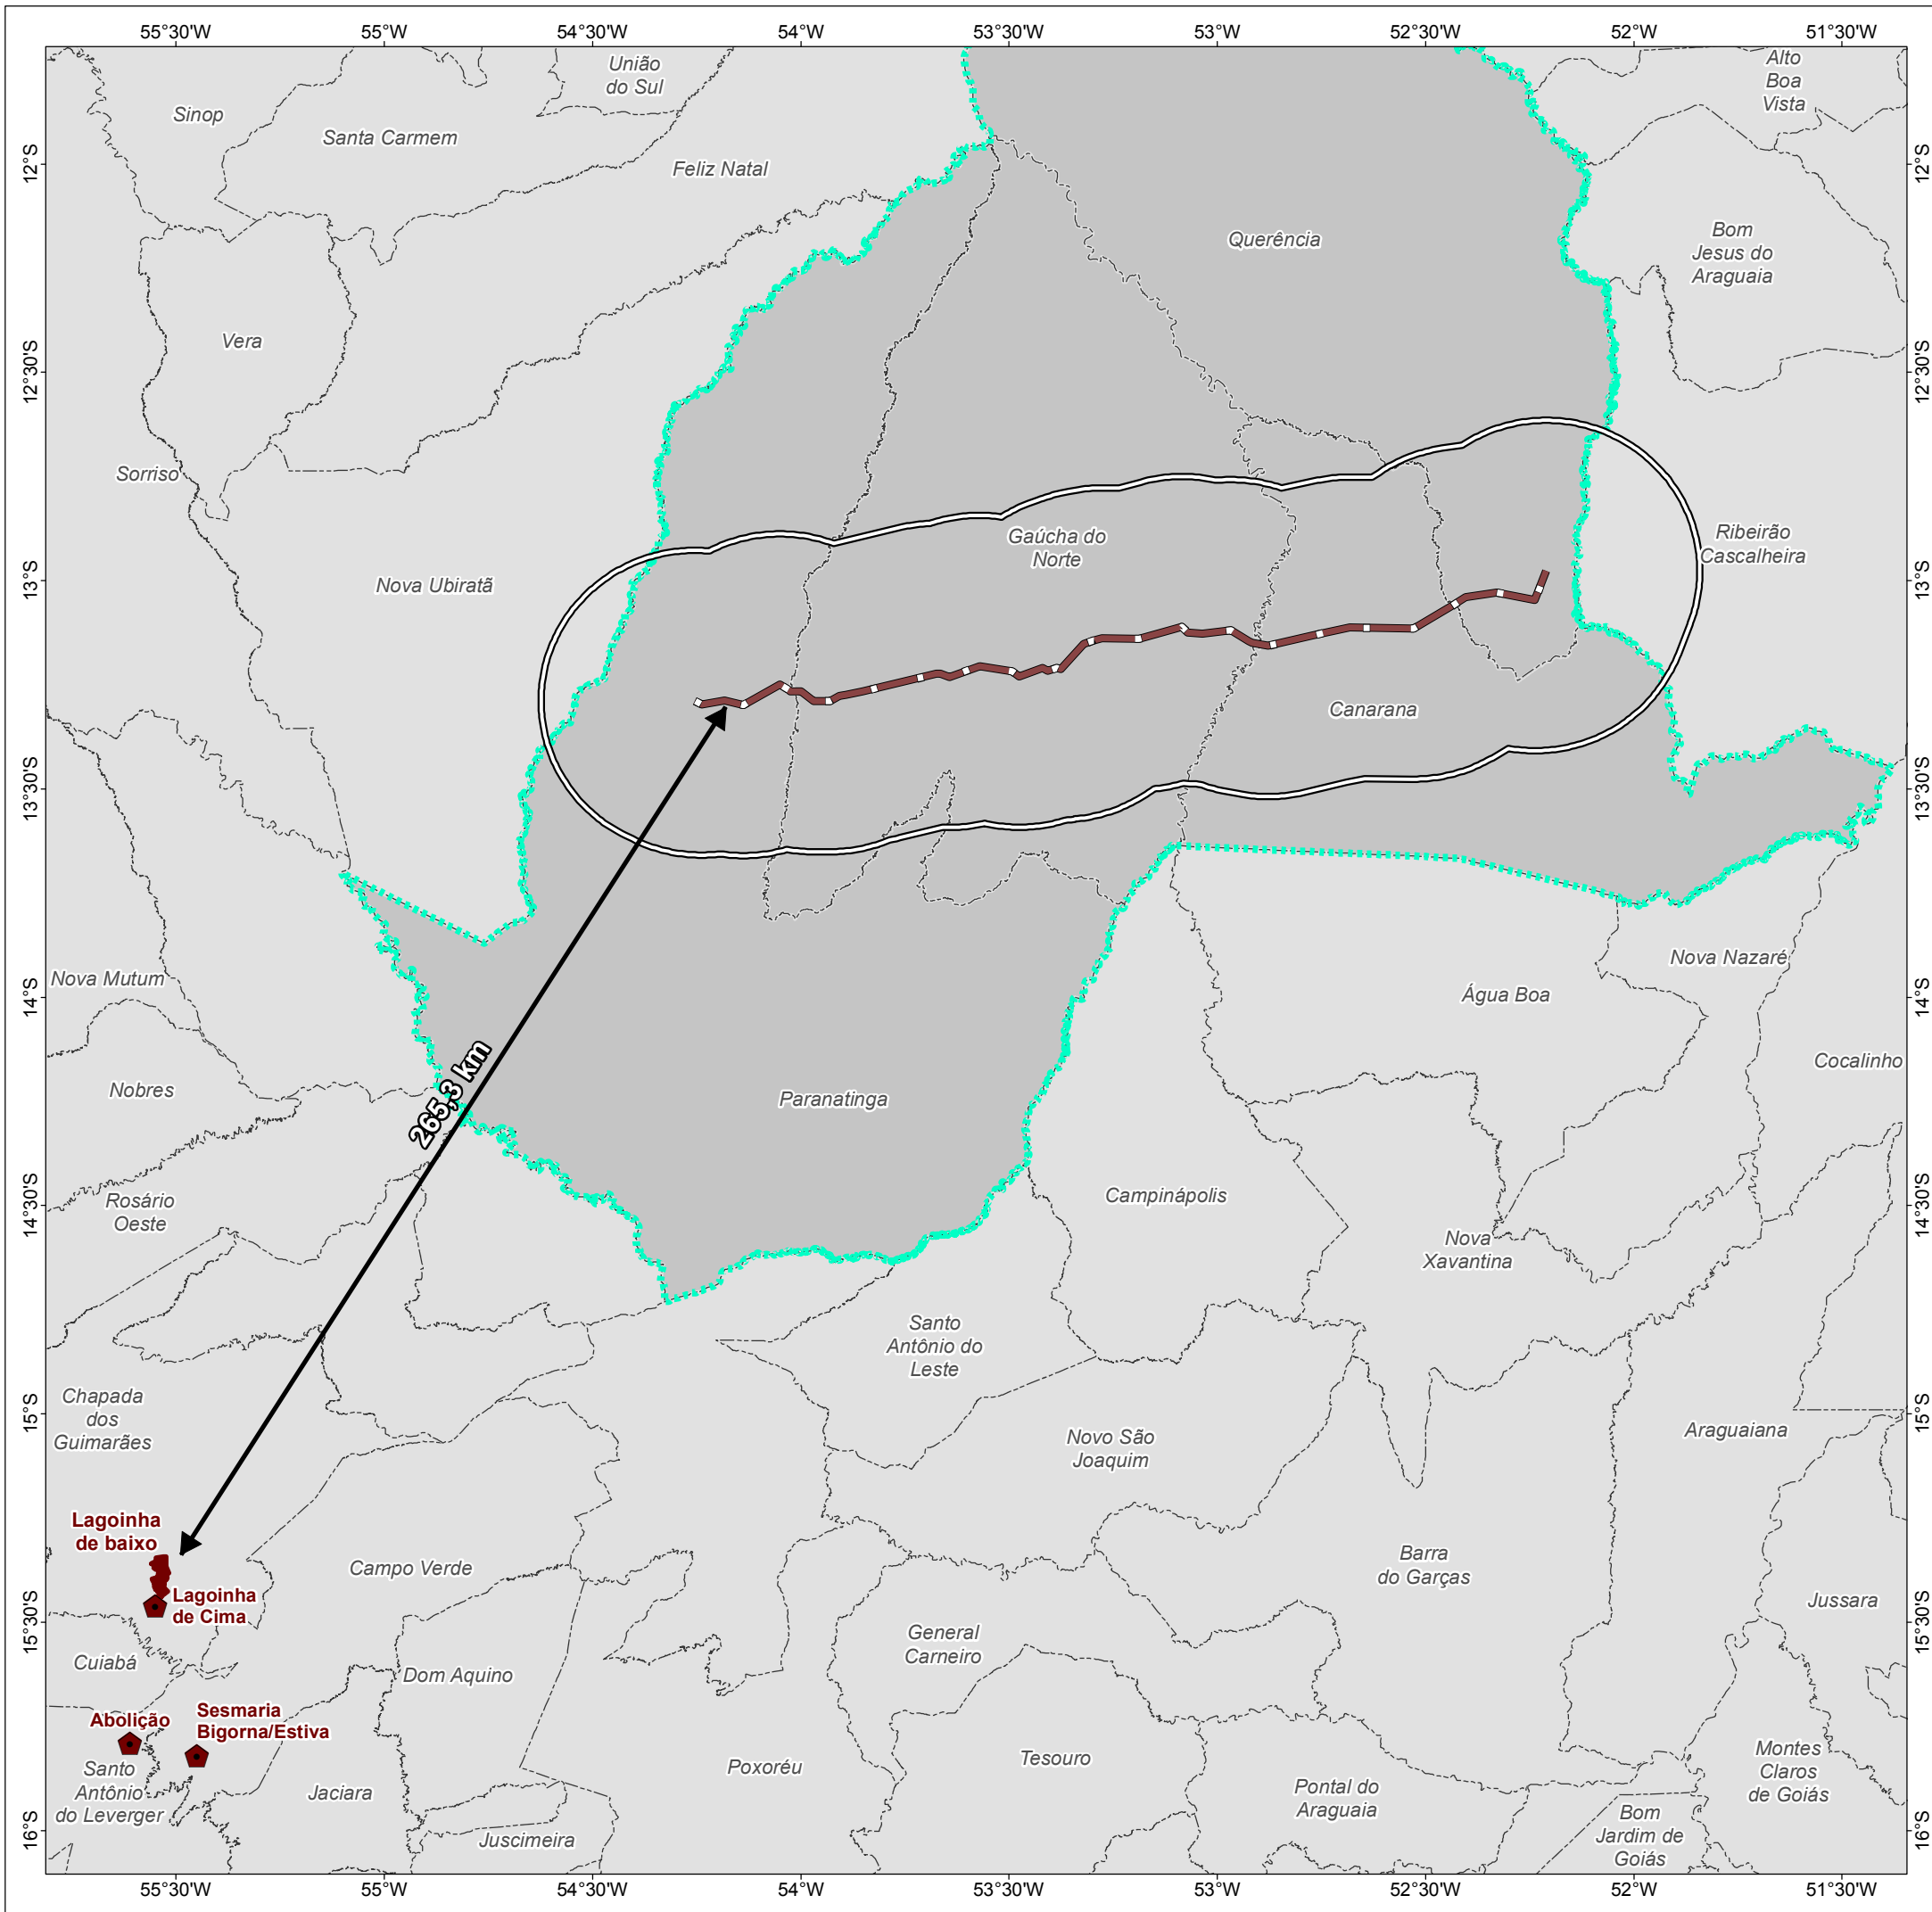 55°30'W
55°W
54°30'W
54°W
53°30'W
53°W
52°30'W
52°W
51°30'W
União
do Sul
Alto
Boa
Vista
Sinop
Santa Carmem
Feliz Natal
12°S
12°S
Querência
Bom
Jesus do
Araguaia
Vera
12°30'S
12°30'S
Sorriso
Gaúcha do
Norte
Ribeirão
Cascalheira
Nova Ubiratã
13°S
13°S
Canarana
13°30'S
13°30'S
Nova Mutum
Nova Nazaré
Água Boa
14°S
14°S
Cocalinho
265,3 km
Nobres
Paranatinga
Rosário
Oeste
Campinápolis
14°30'S
14°30'S
Nova
Xavantina
Santo
Antônio do
Leste
Chapada
dos
Guimarães
15°S
15°S
Novo São
Joaquim
Araguaiana
Lagoinha
de baixo
Campo Verde
Barra
do Garças
Lagoinha
de Cima
Jussara
15°30'S
15°30'S
General
Carneiro
Cuiabá
Dom Aquino
Abolição
Sesmaria
Bigorna/Estiva
Santo
Antônio
do Leverger
Jaciara
Poxoréu
Tesouro
Pontal do
Araguaia
Montes
Claros
de Goiás
Juscimeira
Bom
Jardim de
Goiás
16°S
16°S
55°30'W
55°W
54°30'W
54°W
53°30'W
53°W
52°30'W
52°W
51°30'W